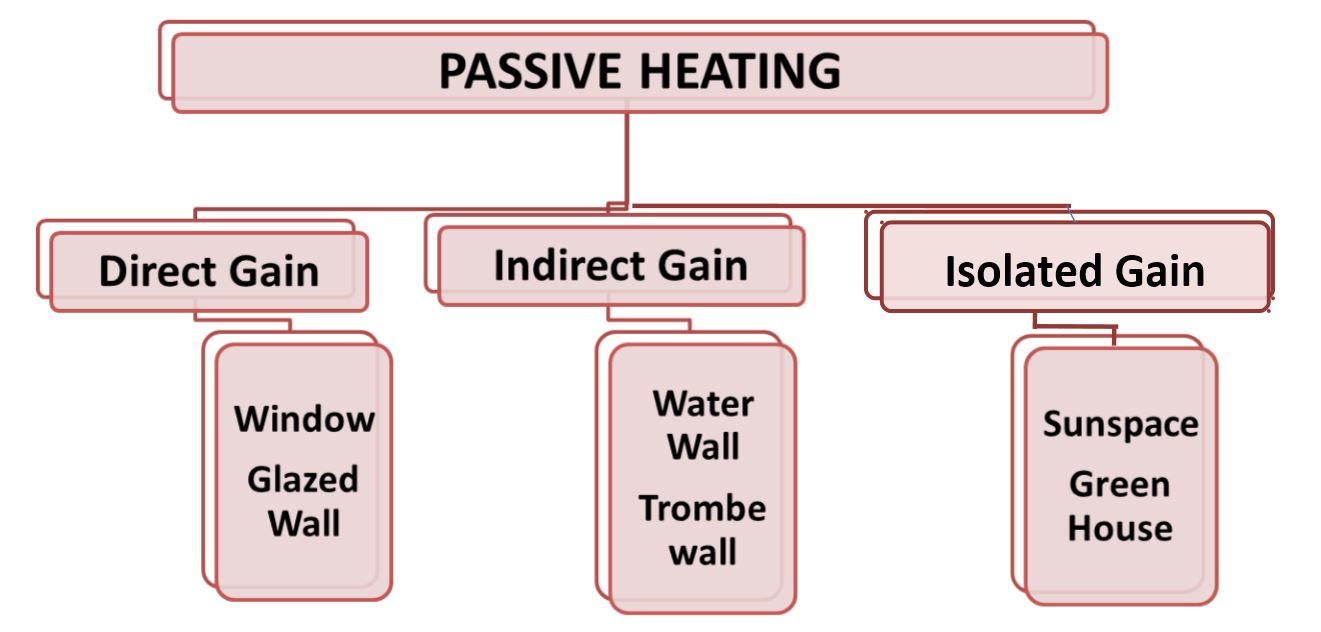 PASSIVE HEATING
Direct Gain
Indirect Gain
Isolated Gain
Window
Glazed
Wall
Water
Wall
Trombe
wall
Sunspace
Green
House